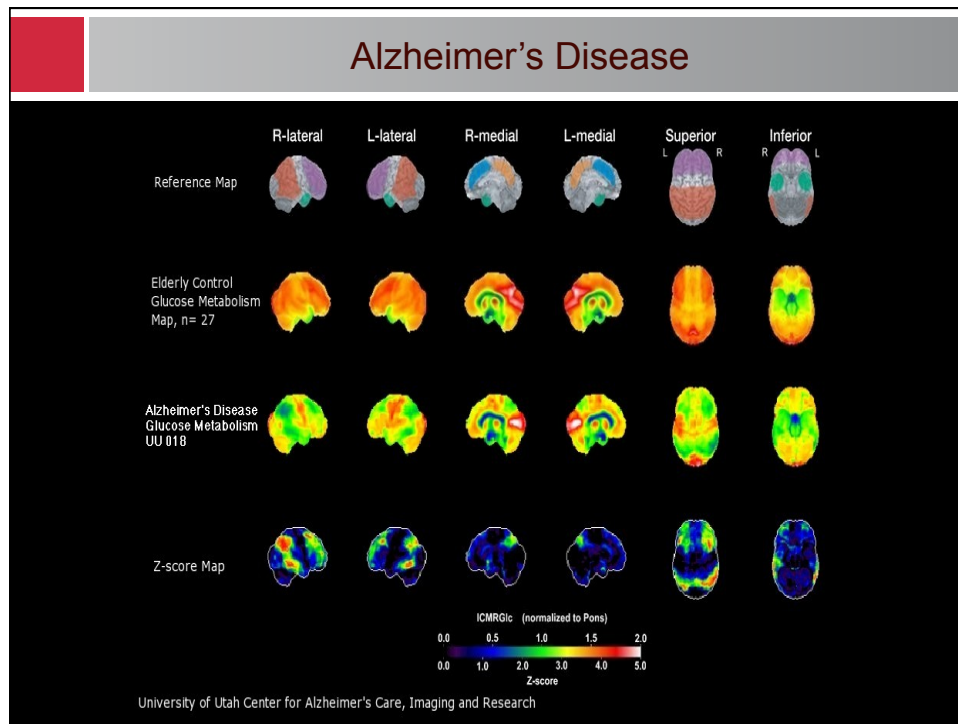 Alzheimer's Disease
R-lateral L-lateral R-medial L-medial Superior Inferior
L R R L
Reference Map
Elderly Control
Glucose Metabolism
Map, n= 27
Alzheimer's Disease
Glucose Metabolism
UU 018
Z-score Map
lCMRGlc (normalized to Pons)
0.0 0.5 1.0 1.5 2.0
0.0 1.0 2.0 3.0 4.0 5.0
Z-score
University of Utah Center for Alzheimer's Care, Imaging and Research